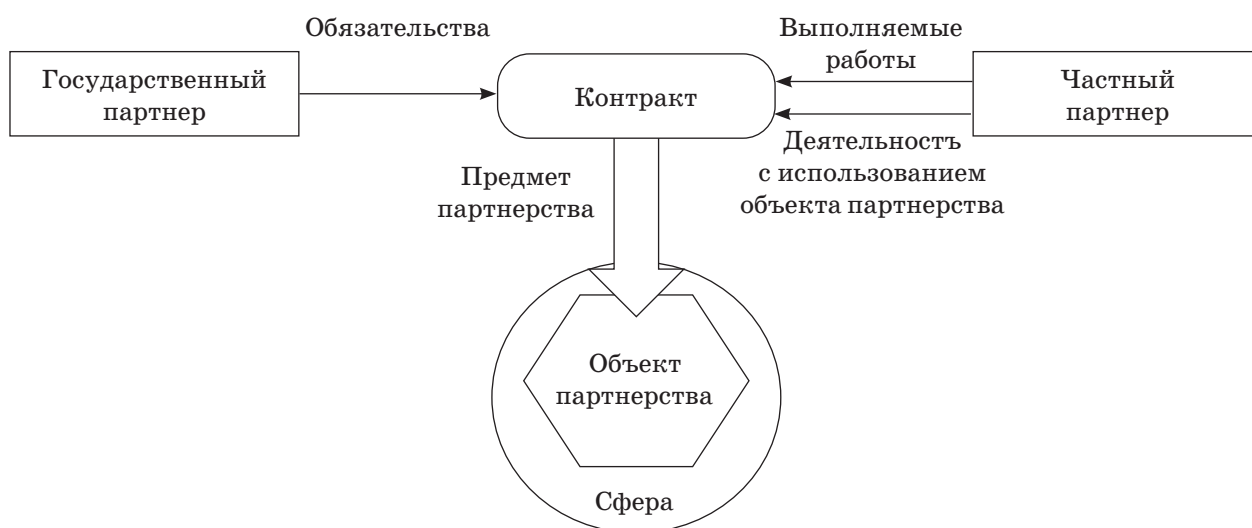 Обязательства
Государственный
партнер
Контракт
Выполняемые
работы
Частный
партнер
Деятельностъ
с использованием
объекта партнерства
Предмет
партнерства
Объект
партнерства
Сфера